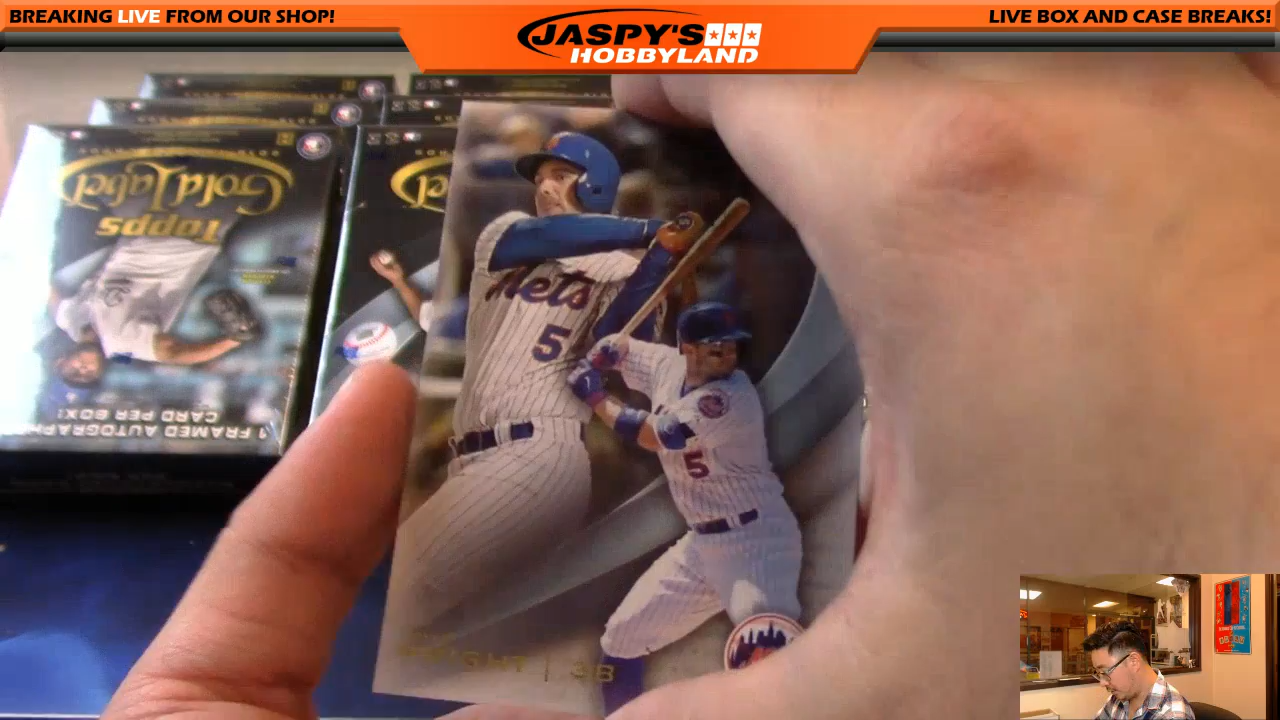 BREAKING LIVE FROM OUR SHOP!
JASPY'S
HOBBYLAND
LIVE BOX AND CASE BREAKS!
Topps
Gold Label
1 FRAMED AUTOGRAPH
CARD PER BOX!
Mets
5
5
WRIGHT | 3B